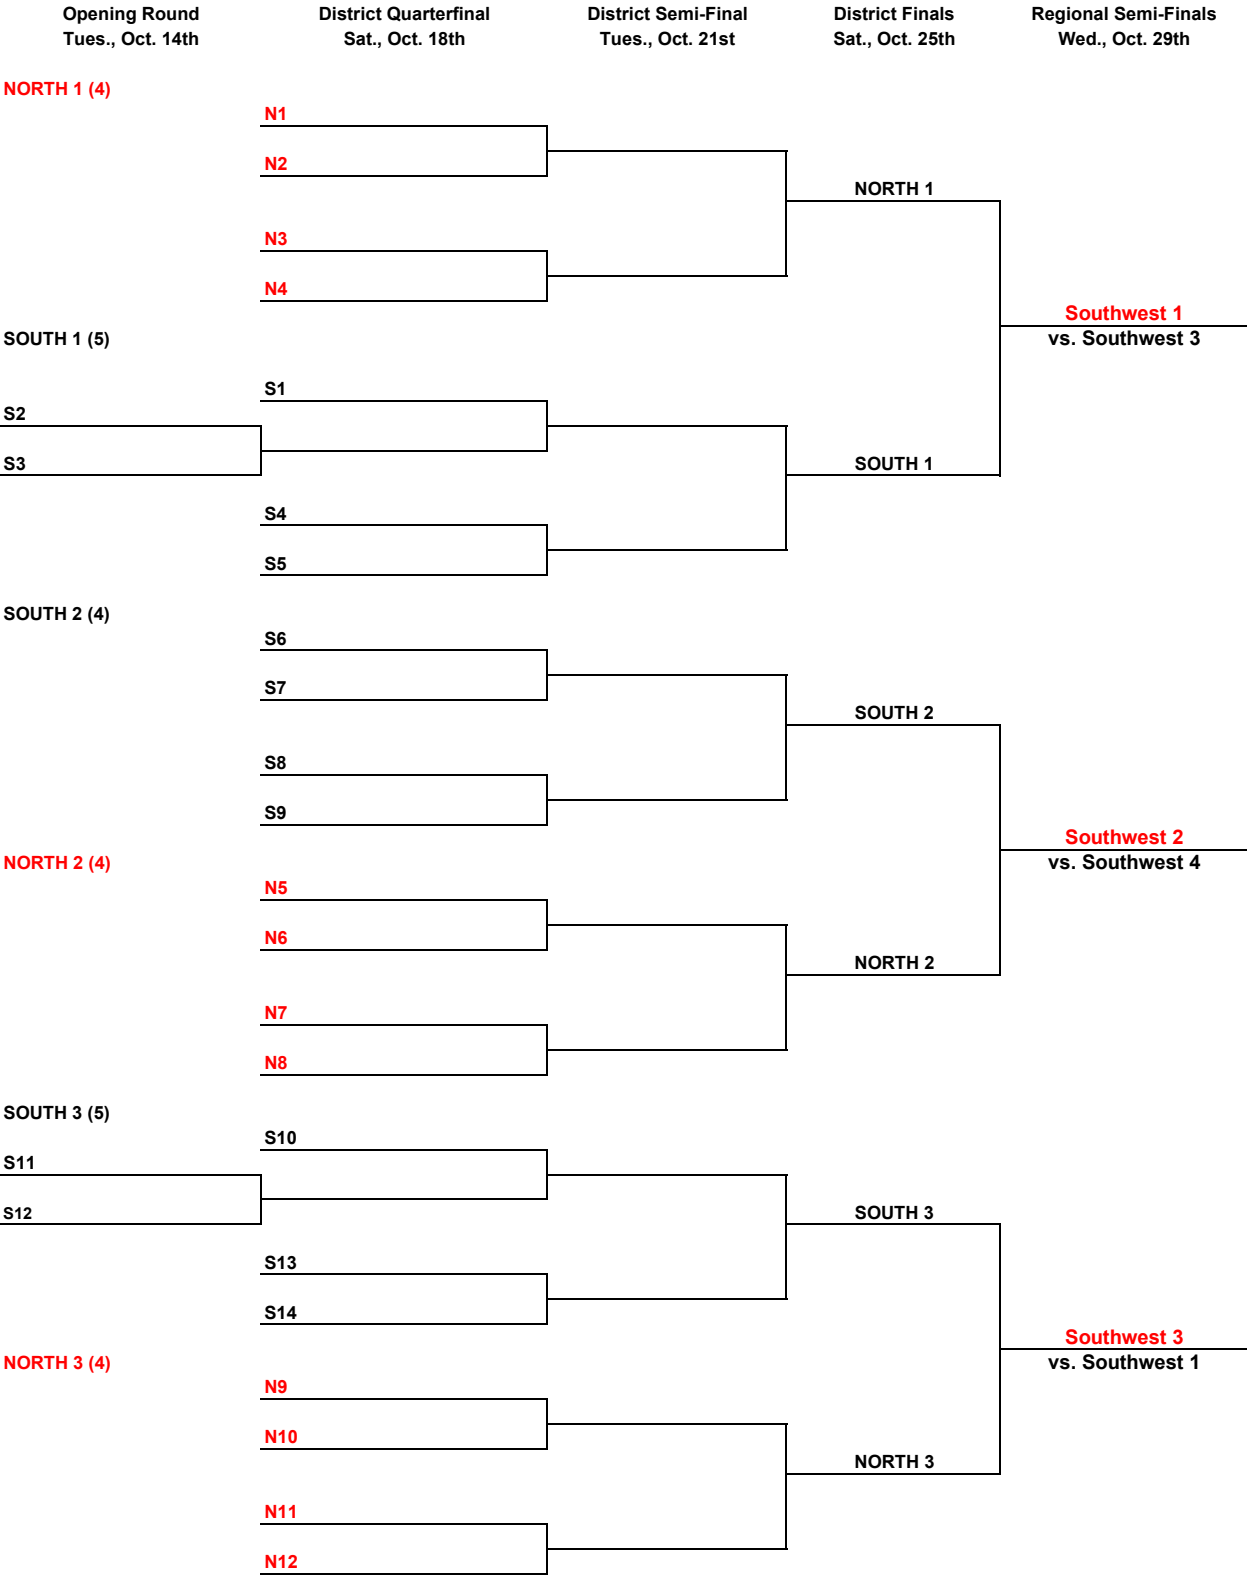 Opening Round District Quarterfinal District Semi-Final District Finals Regional Semi-Finals
Tues., Oct. 14th Sat., Oct. 18th Tues., Oct. 21st Sat., Oct. 25th Wed., Oct. 29th
NORTH 1 (4)
N1
N2
NORTH 1
N3
N4
Southwest 1
SOUTH 1 (5) vs. Southwest 3
S1
S2
S3 SOUTH 1
S4
S5
SOUTH 2 (4)
S6
S7
SOUTH 2
S8
S9
Southwest 2
NORTH 2 (4) vs. Southwest 4
N5
N6
NORTH 2
N7
N8
SOUTH 3 (5)
S10
S11
S12 SOUTH 3
S13
S14
Southwest 3
NORTH 3 (4) vs. Southwest 1
N9
N10
NORTH 3
N11
N12